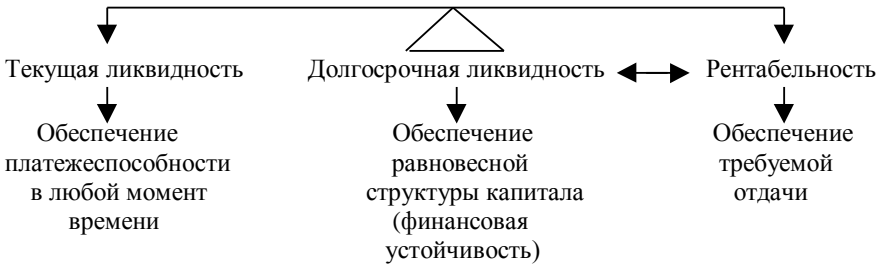 Текущая ликвидность
Долгосрочная ликвидность
Рентабельность
Обеспечение
платежеспособности
в любой момент
времени
Обеспечение
равновесной
структуры капитала
(финансовая
устойчивость)
Обеспечение
требуемой
отдачи